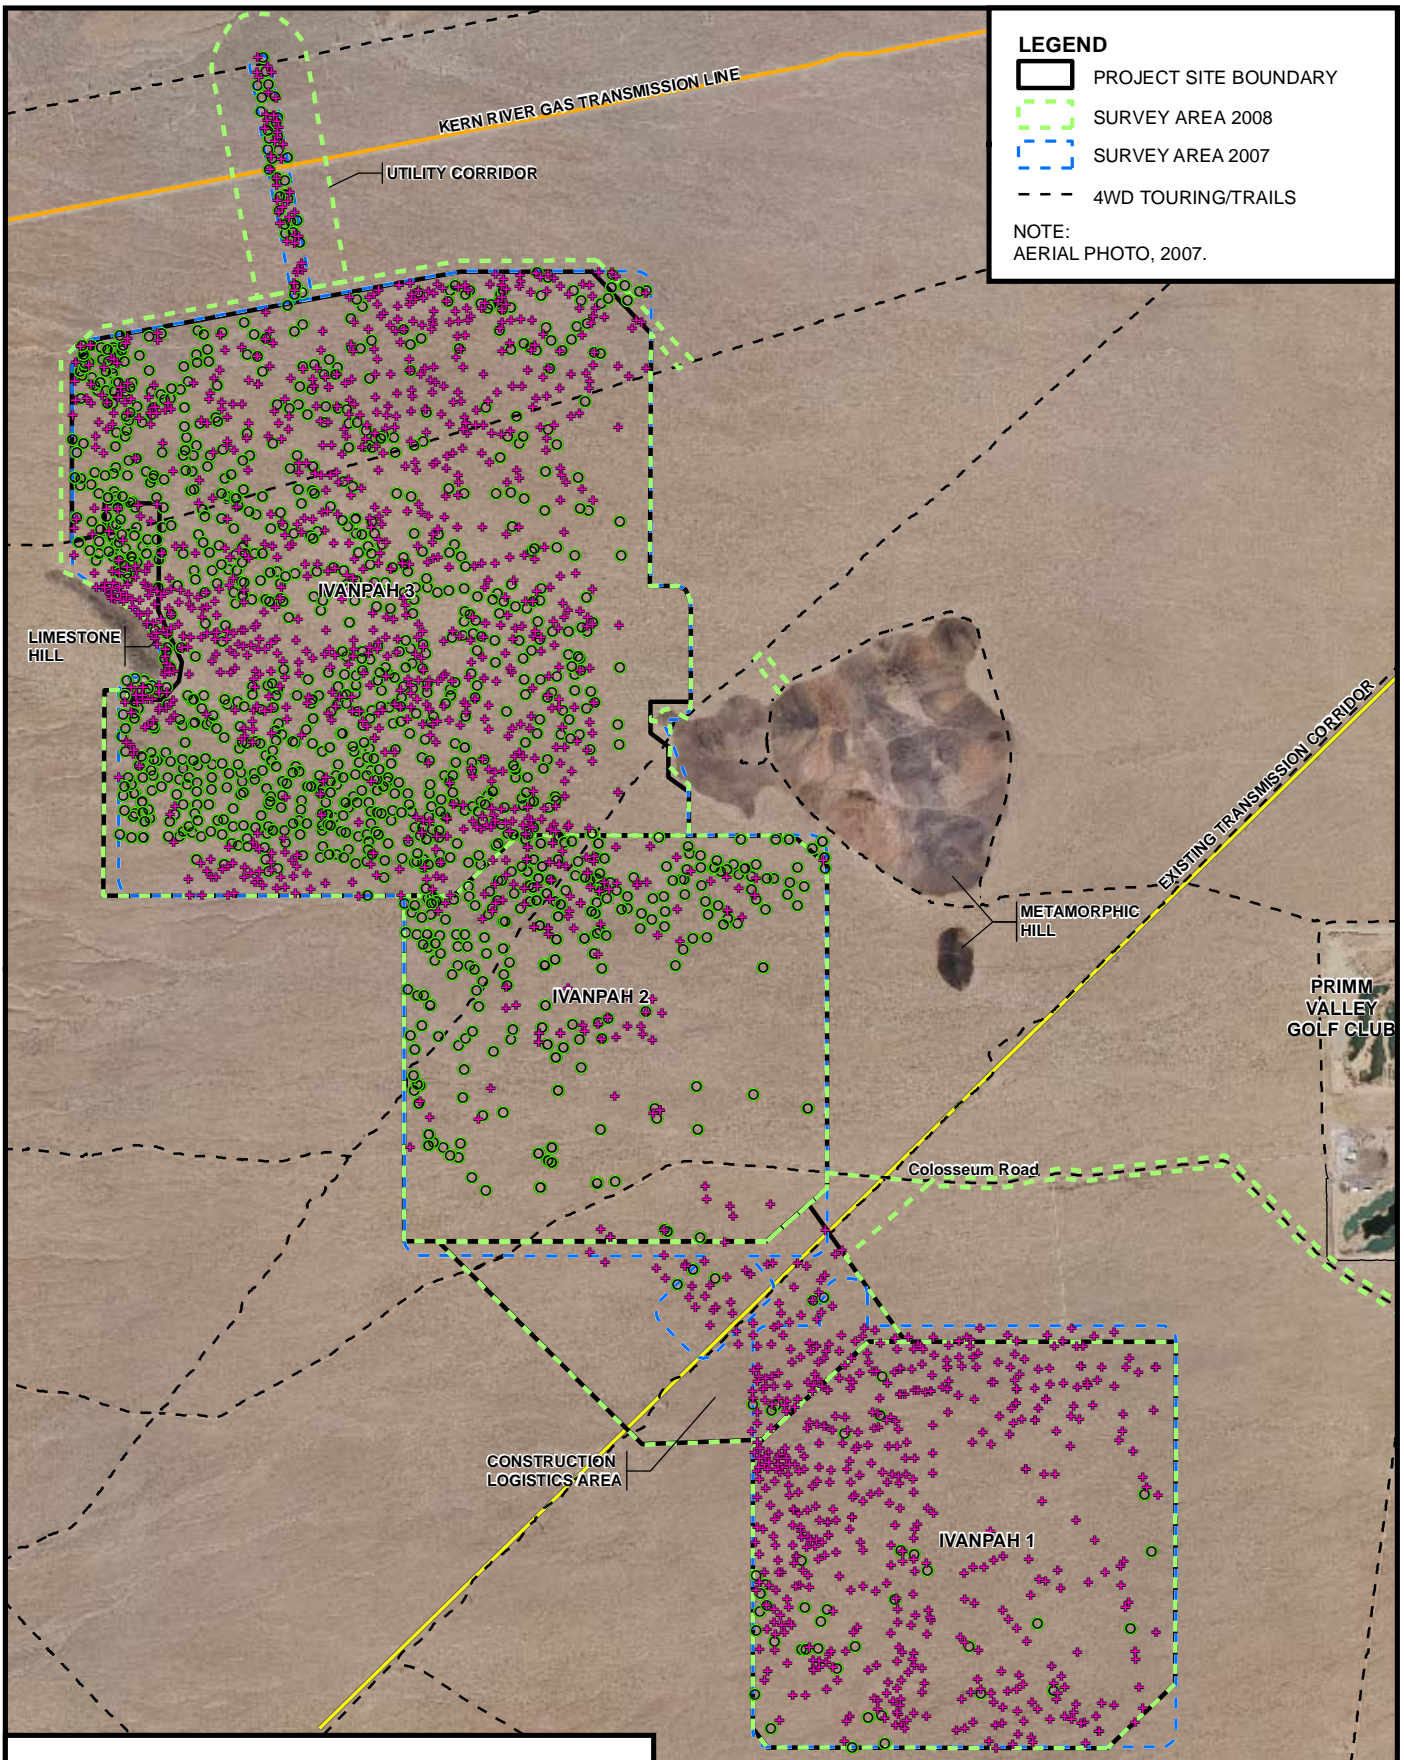 LEGEND
PROJECT SITE BOUNDARY
SURVEY AREA 2008
SURVEY AREA 2007
4WD TOURING/TRAILS
NOTE:
AERIAL PHOTO, 2007.
KERN RIVER GAS TRANSMISSION LINE
UTILITY CORRIDOR
IVANPAH 3
LIMESTONE
HILL
EXISTING TRANSMISSION CORRIDOR
METAMORPHIC
HILL
PRIMM
VALLEY
GOLF CLUB
IVANPAH 2
Colosseum Road
CONSTRUCTION
LOGISTICS AREA
IVANPAH 1